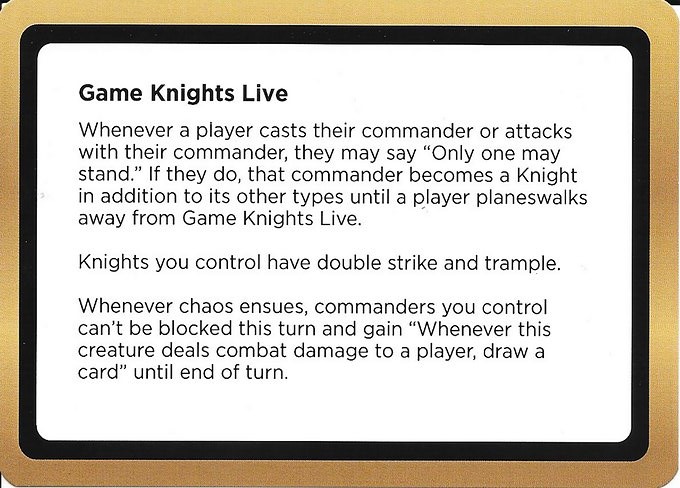 Game Knights Live
Whenever a player casts their commander or attacks
with their commander, they may say “Only one may
stand.” If they do, that commander becomes a Knight
in addition to its other types until a player planeswalks
away from Game Knights Live.
Knights you control have double strike and trample.
Whenever chaos ensues, commanders you control
can’t be blocked this turn and gain “Whenever this
creature deals combat damage to a player, draw a
card” until end of turn.